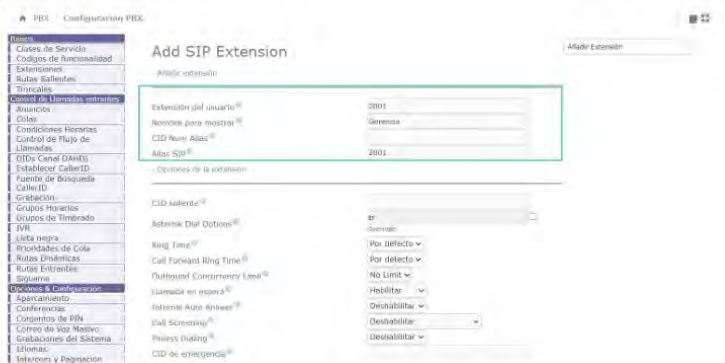 PBX Configuración PBX
Básico
Clases de Servicio
Códigos de funcionalidad
Extensiones
Rutas Salientes
Troncales
Control de Llamadas entrantes
Anuncios
Colas
Condiciones Horarias
Control de Flujo de
Llamadas
DIDs Canal DAHDI
Establecer CallerID
Fuente de Búsqueda
CallerID
Grabación
Grupos Horarios
Grupos de Timbrado
IVR
Lista negra
Prioridades de Cola
Rutas Dinámicas
Rutas Entrantes
Sígueme
Opciones & Configuración
Aparcamiento
Conferencias
Conjuntos de PIN
Correo de Voz Masivo
Grabaciones del Sistema
Idiomas
Intercom y Paginación
Add SIP Extension
- Añadir extensión
Extensión del usuario 2001
Nombre para mostrar Gerencia
CID Num Alias
Alias SIP 2001
- Opciones de la extensión
CID saliente
Asterisk Dial Options tr
Override
Ring Time Por defecto
Call Forward Ring Time Por defecto
Outbound Concurrency Limit No Limit
Llamada en espera Habilitar
Internal Auto Answer Deshabilitar
Call Screening Deshabilitar
Pinless Dialing Deshabilitar
CID de emergencia
Añadir Extensión